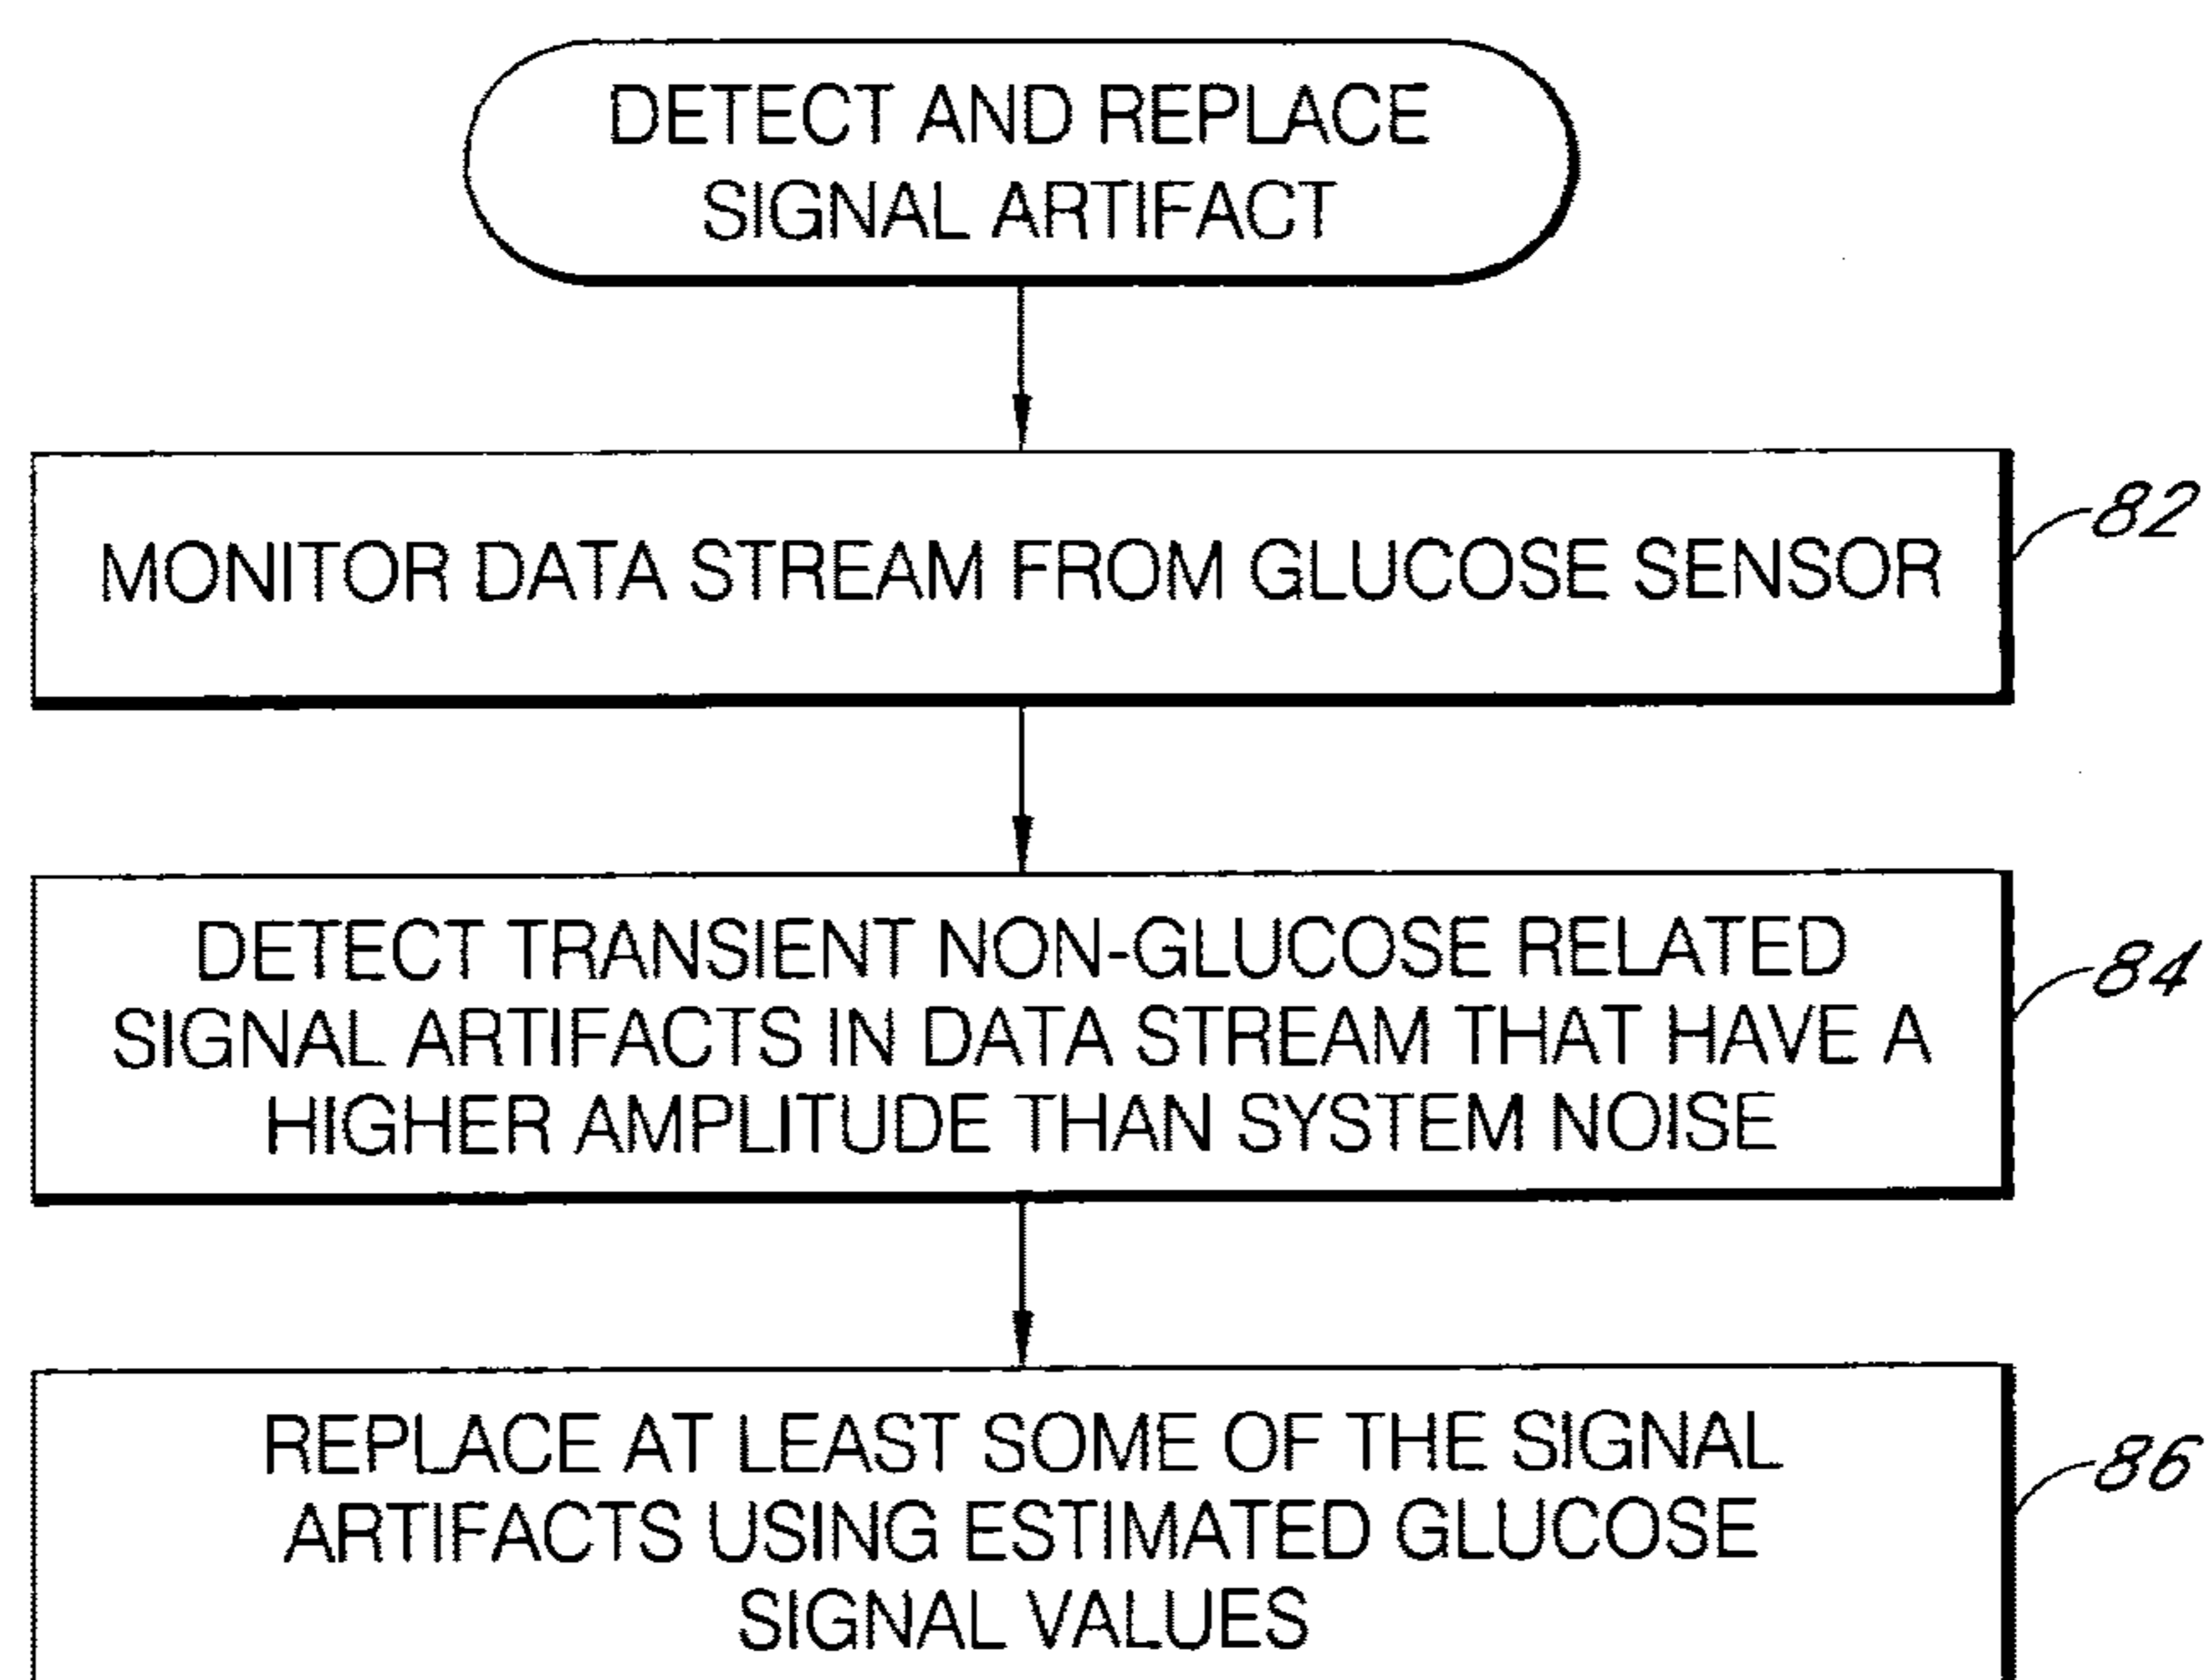 DETECT AND REPLACE
SIGNAL ARTIFACT
MONITOR DATA STREAM FROM GLUCOSE SENSOR
82
DETECT TRANSIENT NON-GLUCOSE RELATED
SIGNAL ARTIFACTS IN DATA STREAM THAT HAVE A
HIGHER AMPLITUDE THAN SYSTEM NOISE
84
REPLACE AT LEAST SOME OF THE SIGNAL
ARTIFACTS USING ESTIMATED GLUCOSE
SIGNAL VALUES
86